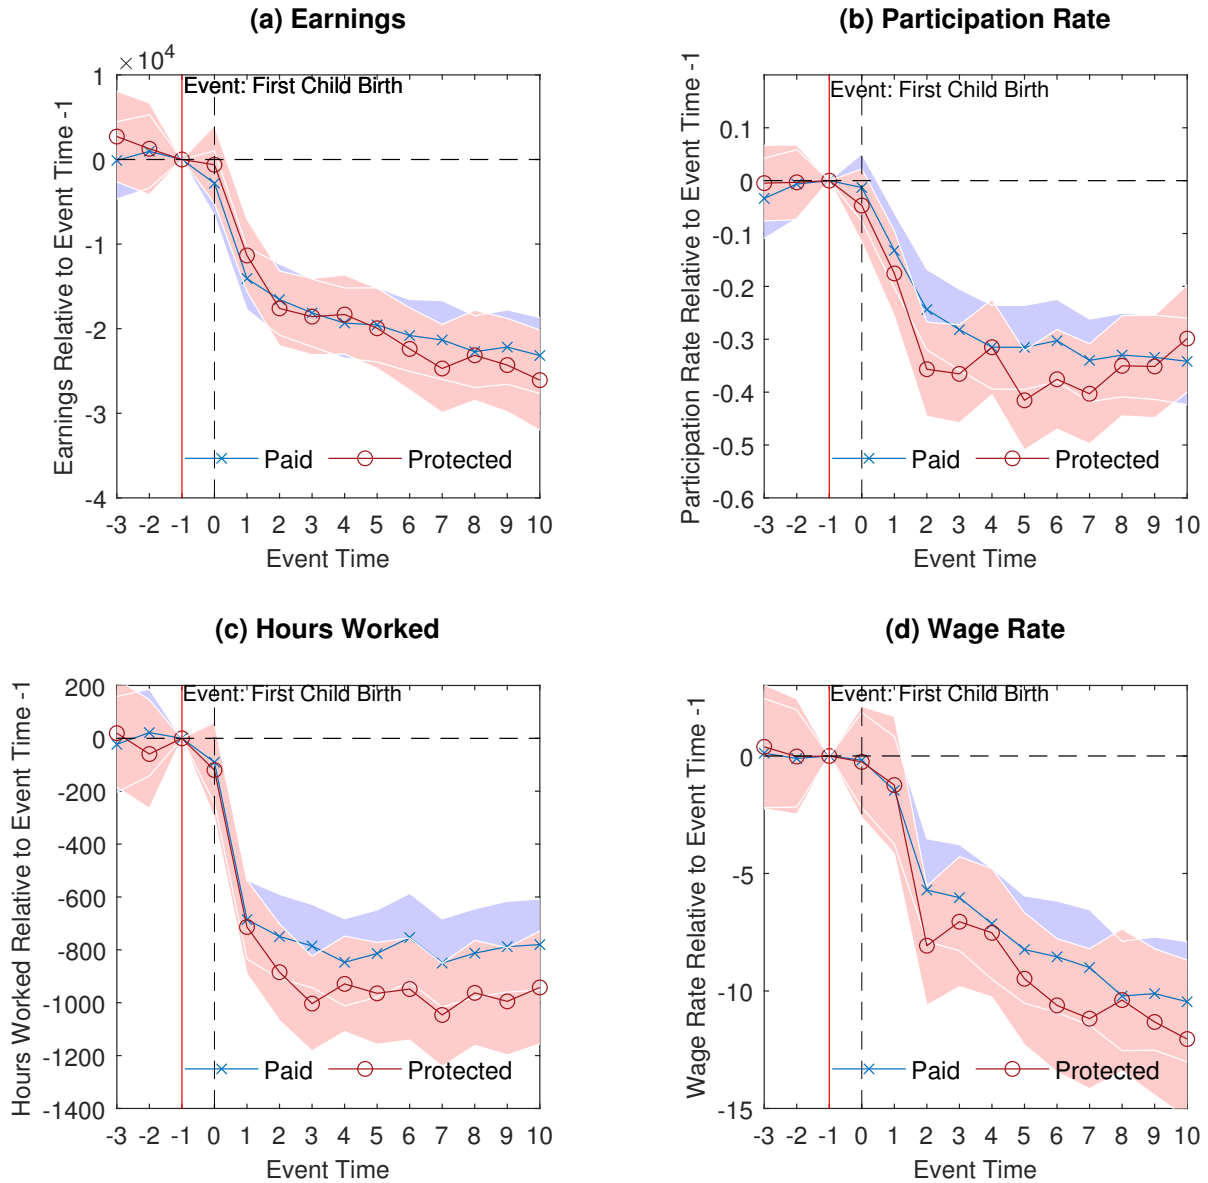 (a) Earnings
×10^4
Event: First Child Birth
1
0
-1
-2
-3
-4
Earnings Relative to Event Time -1
Paid
Protected
-3 -2 -1 0 1 2 3 4 5 6 7 8 9 10
Event Time
(b) Participation Rate
Event: First Child Birth
0.1
0
-0.1
-0.2
-0.3
-0.4
-0.5
-0.6
Participation Rate Relative to Event Time -1
Paid
Protected
-3 -2 -1 0 1 2 3 4 5 6 7 8 9 10
Event Time
(c) Hours Worked
Event: First Child Birth
200
0
-200
-400
-600
-800
-1000
-1200
-1400
Hours Worked Relative to Event Time -1
Paid
Protected
-3 -2 -1 0 1 2 3 4 5 6 7 8 9 10
Event Time
(d) Wage Rate
Event: First Child Birth
0
-5
-10
-15
Wage Rate Relative to Event Time -1
Paid
Protected
-3 -2 -1 0 1 2 3 4 5 6 7 8 9 10
Event Time